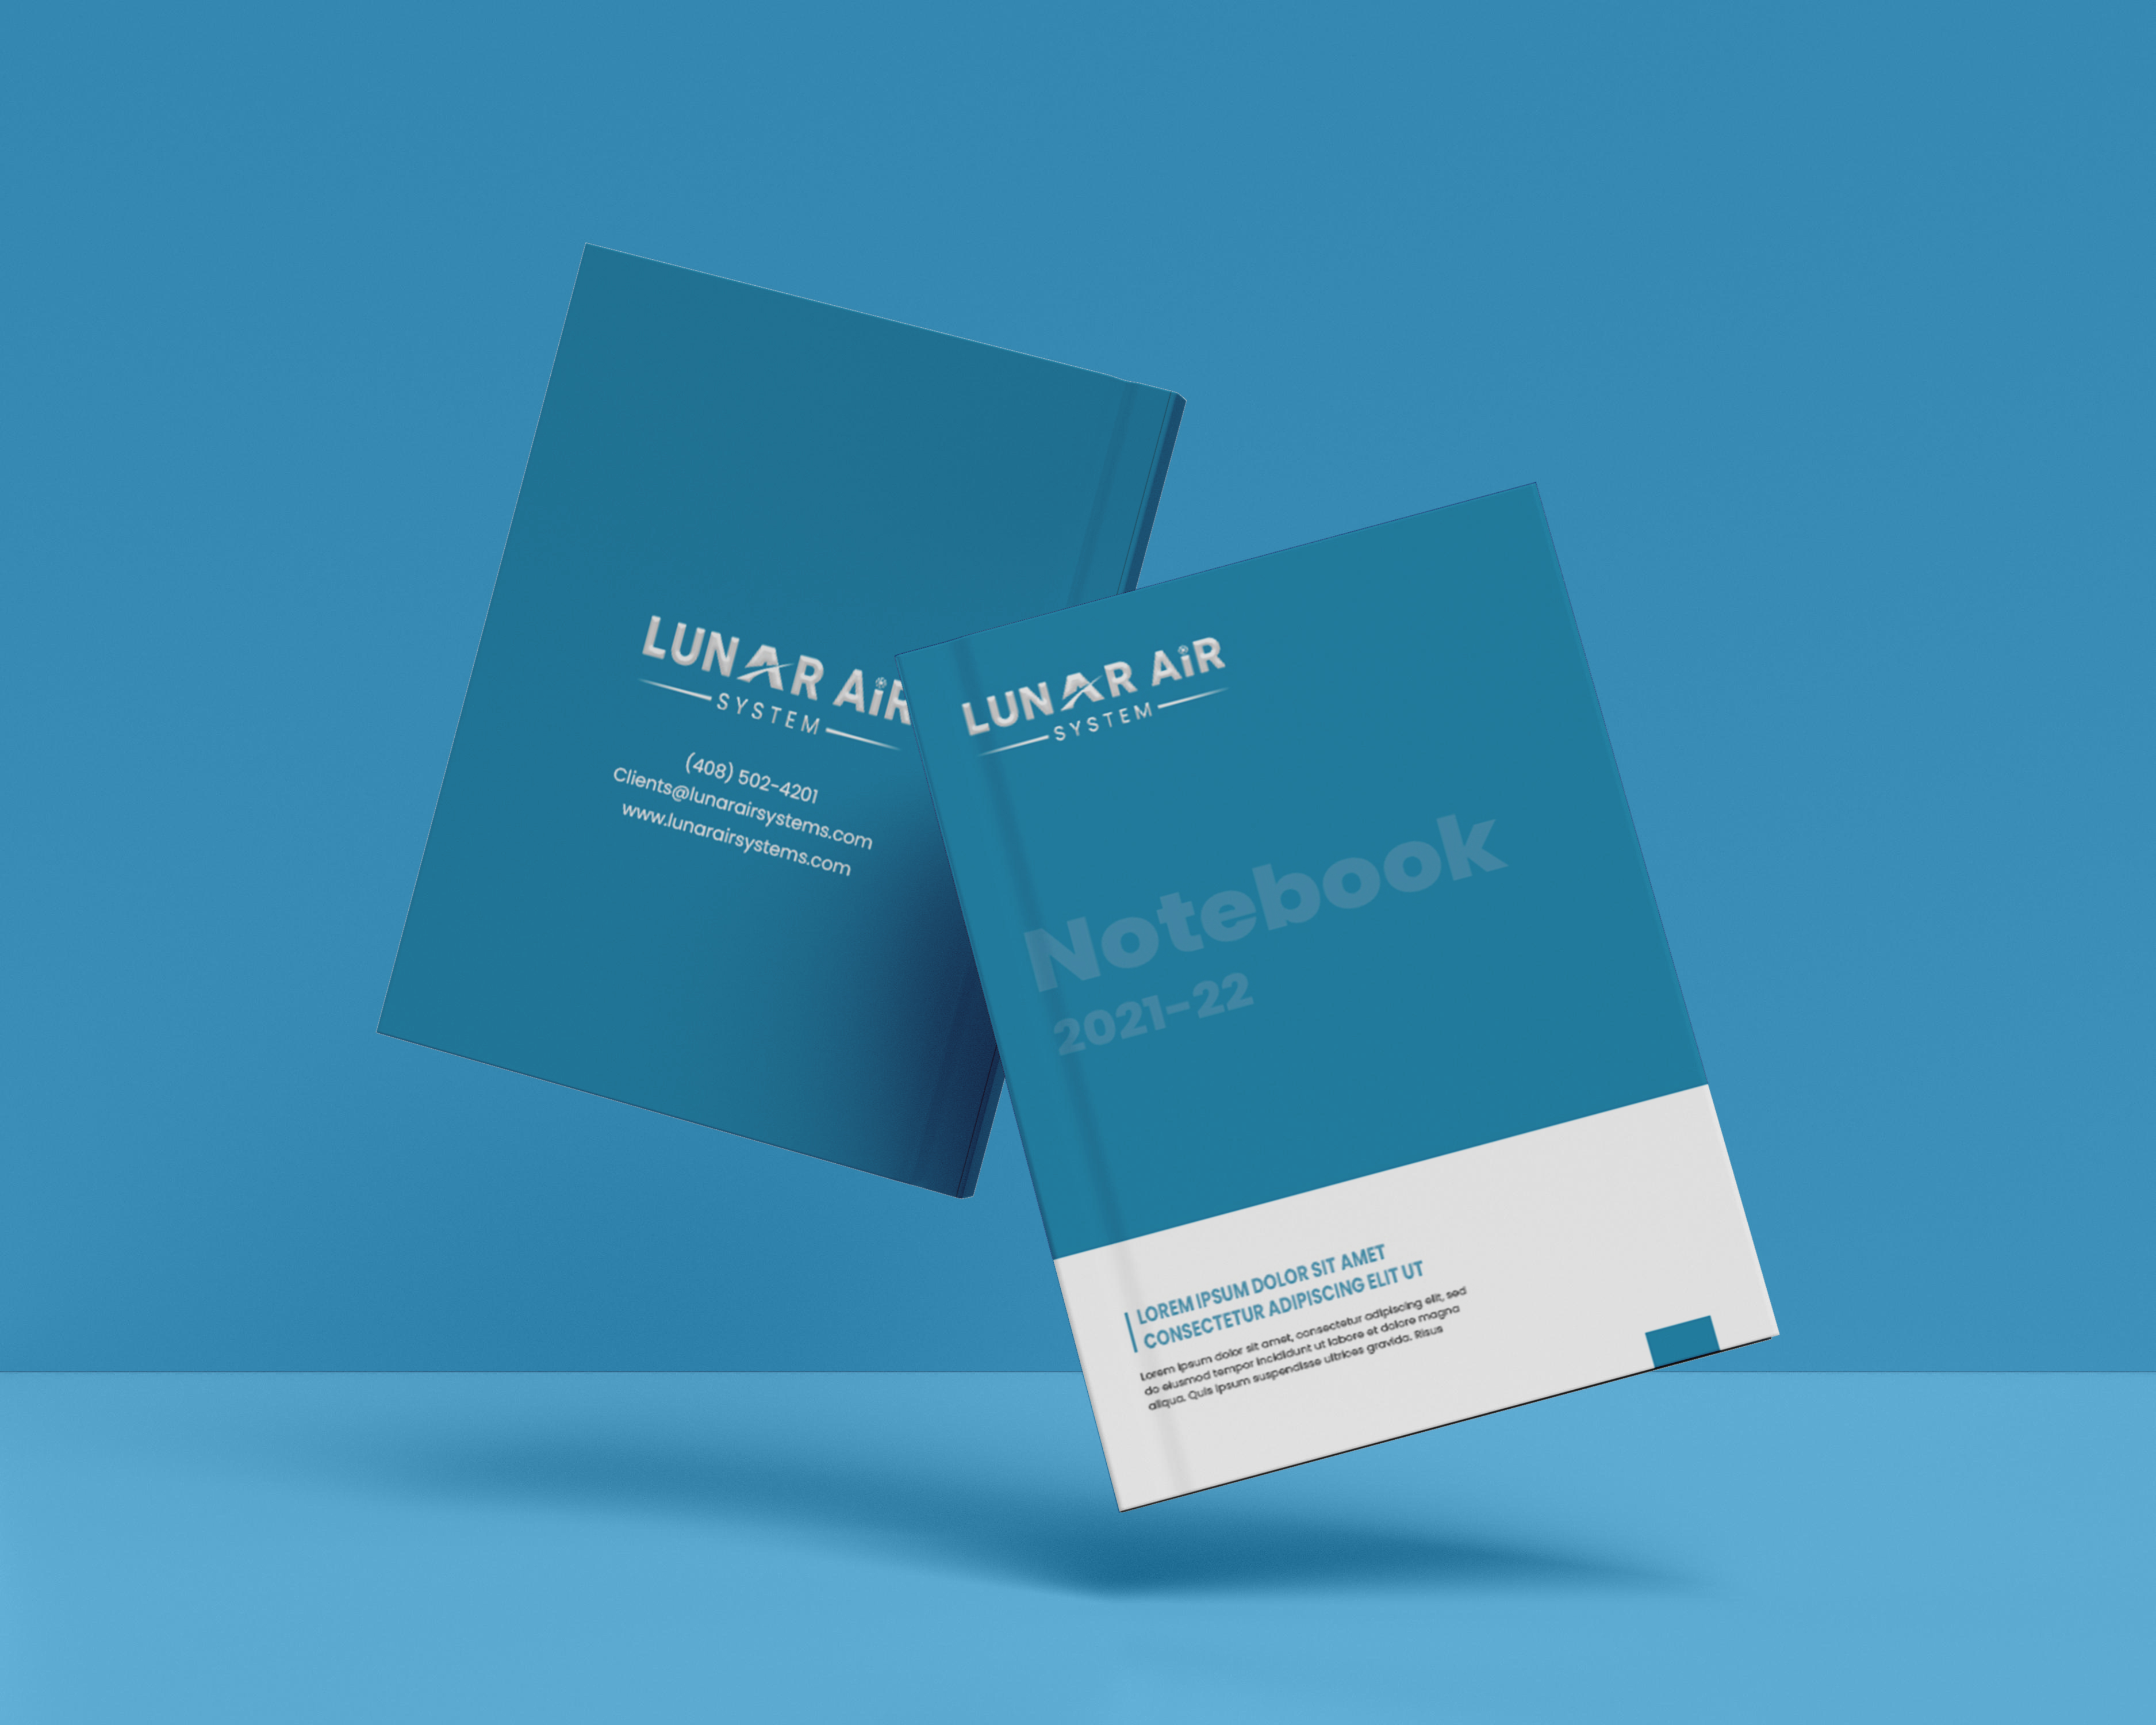 LUNAR AiR
SYSTEM
(408) 502-4201
Clients@lunarairsystems.com
www.lunarairsystems.com
LUNAR AiR
SYSTEM
Notebook
2021-22
LOREM IPSUM DOLOR SIT AMET
CONSECTETUR ADIPISCING ELIT UT
Lorem ipsum dolor sit amet, consectetur adipiscing elit, sed
do eiusmod tempor incididunt ut labore et dolore magna
aliqua. Quis ipsum suspendisse ultrices gravida. Risus